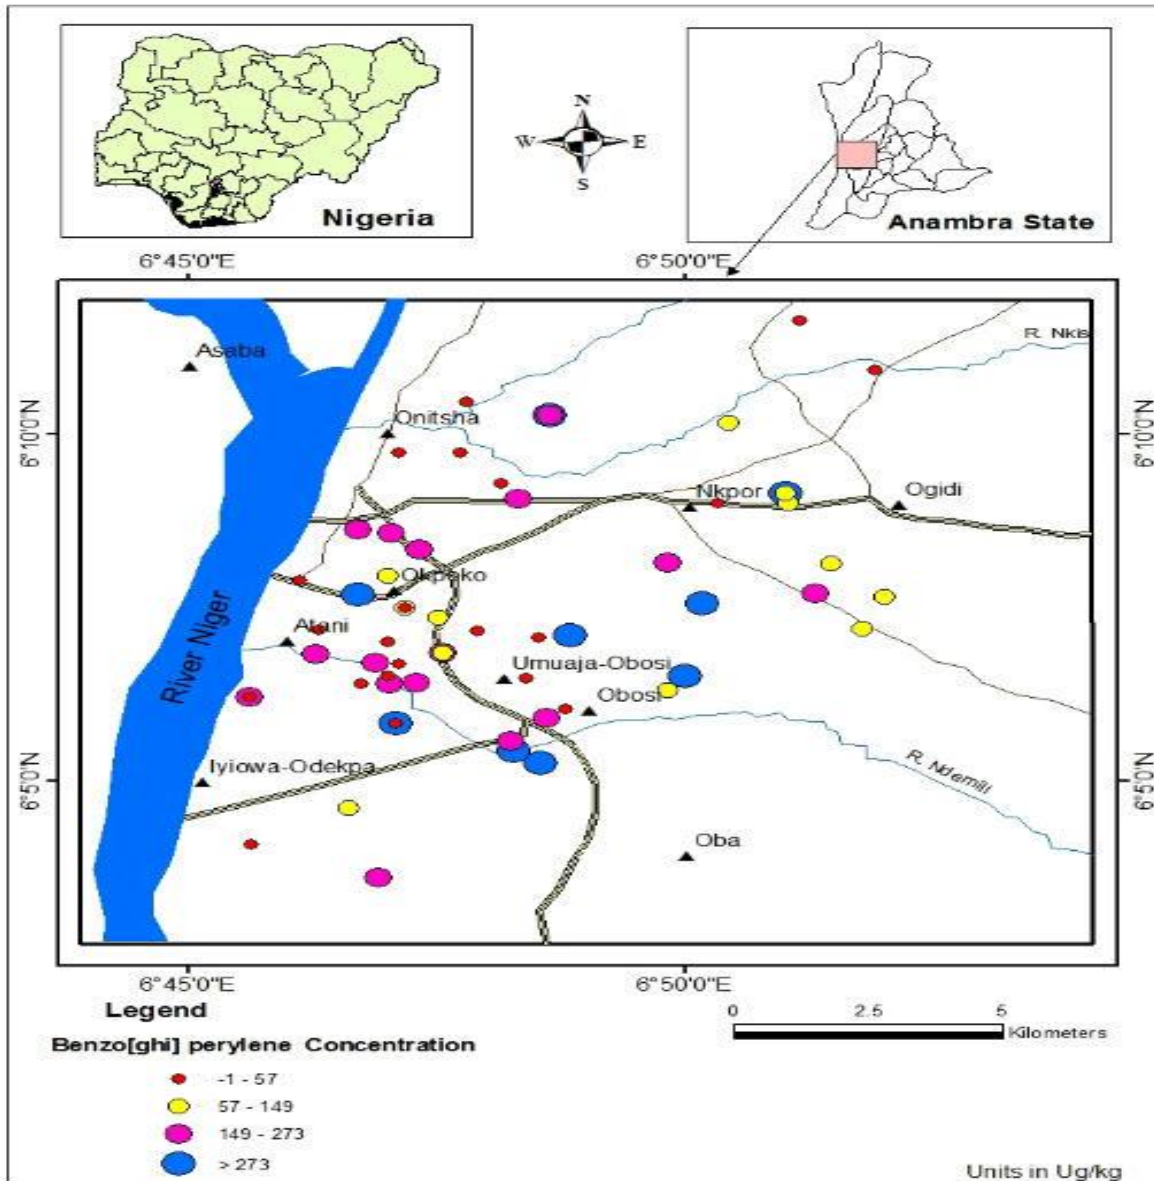 N
W E
S
Nigeria
Anambra State
6°45'0"E 6°50'0"E
Asaba
R. Nkis
Onitsha
6°10'0"N 6°10'0"N
Nkpor
Ogidi
Okpoko
Atani
River Niger
Umuaja-Obosi
Obosi
Iyiowa-Odekpa
R. Ndemili
6°5'0"N 6°5'0"N
Oba
6°45'0"E 6°50'0"E
Legend
0 2.5 5
Kilometers
Benzo[ghi] perylene Concentration
-1 - 57
57 - 149
149 - 273
> 273
Units in Ug/kg